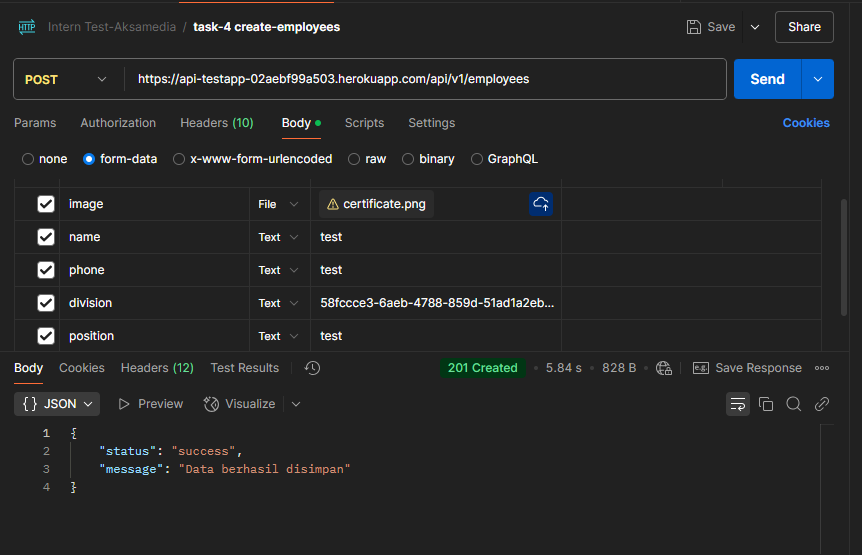 HTTP Intern Test-Aksamedia / task-4 create-employees Save Share
POST https://api-testapp-02aebf99a503.herokuapp.com/api/v1/employees Send
Params Authorization Headers (10) Body Scripts Settings Cookies
none form-data x-www-form-urlencoded raw binary GraphQL
image File certificate.png
name Text test
phone Text test
division Text 58fccce3-6aeb-4788-859d-51ad1a2eb...
position Text test
Body Cookies Headers (12) Test Results 201 Created • 5.84 s • 828 B • e.g. Save Response
{} JSON Preview Visualize
1 {
2 "status": "success",
3 "message": "Data berhasil disimpan"
4 }